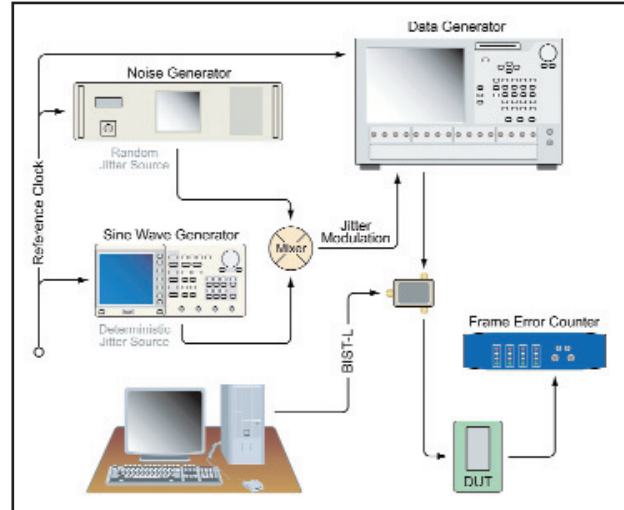 Data Generator
Noise Generator
Random
Jitter Source
Reference Clock
Jitter
Modulation
Mixer
Sine Wave Generator
Deterministic
Jitter Source
BIST-L
Frame Error Counter
DUT